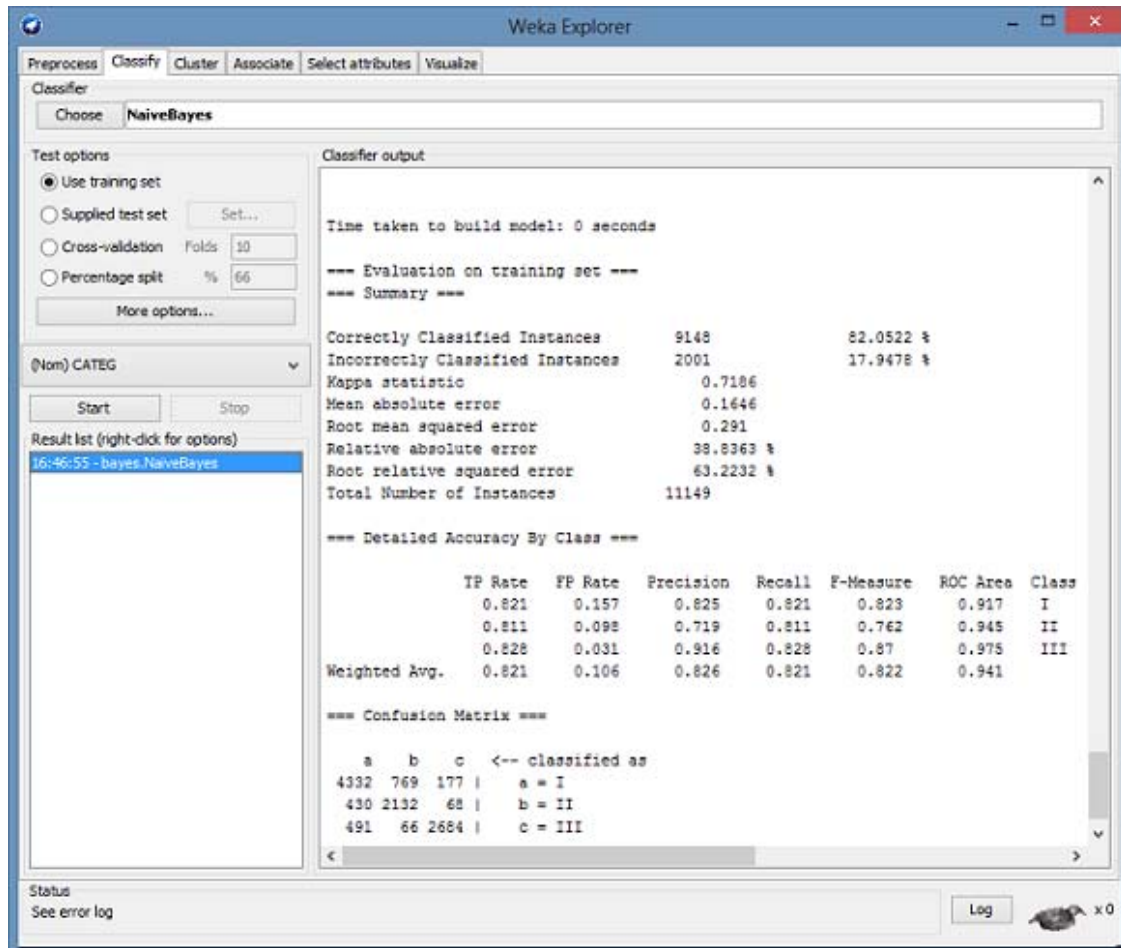 Weka Explorer
Preprocess Classify Cluster Associate Select attributes Visualize
Classifier
Choose NaiveBayes
Test options
Use training set
Supplied test set Set...
Cross-validation Folds 10
Percentage split % 66
More options...
(Nom) CATEG
Start Stop
Result list (right-click for options)
16:46:55 - bayes.NaiveBayes
Classifier output
Time taken to build model: 0 seconds
=== Evaluation on training set ===
=== Summary ===
Correctly Classified Instances 9148 82.0522 %
Incorrectly Classified Instances 2001 17.9478 %
Kappa statistic 0.7186
Mean absolute error 0.1646
Root mean squared error 0.291
Relative absolute error 38.8363 %
Root relative squared error 63.2232 %
Total Number of Instances 11149
=== Detailed Accuracy By Class ===
TP Rate FP Rate Precision Recall F-Measure ROC Area Class
0.821 0.157 0.825 0.821 0.823 0.917 I
0.811 0.098 0.719 0.811 0.762 0.945 II
0.828 0.031 0.916 0.828 0.87 0.975 III
Weighted Avg. 0.821 0.106 0.826 0.821 0.822 0.941
=== Confusion Matrix ===
a b c <-- classified as
4332 769 177 | a = I
430 2132 68 | b = II
491 66 2684 | c = III
Status
See error log
Log x 0